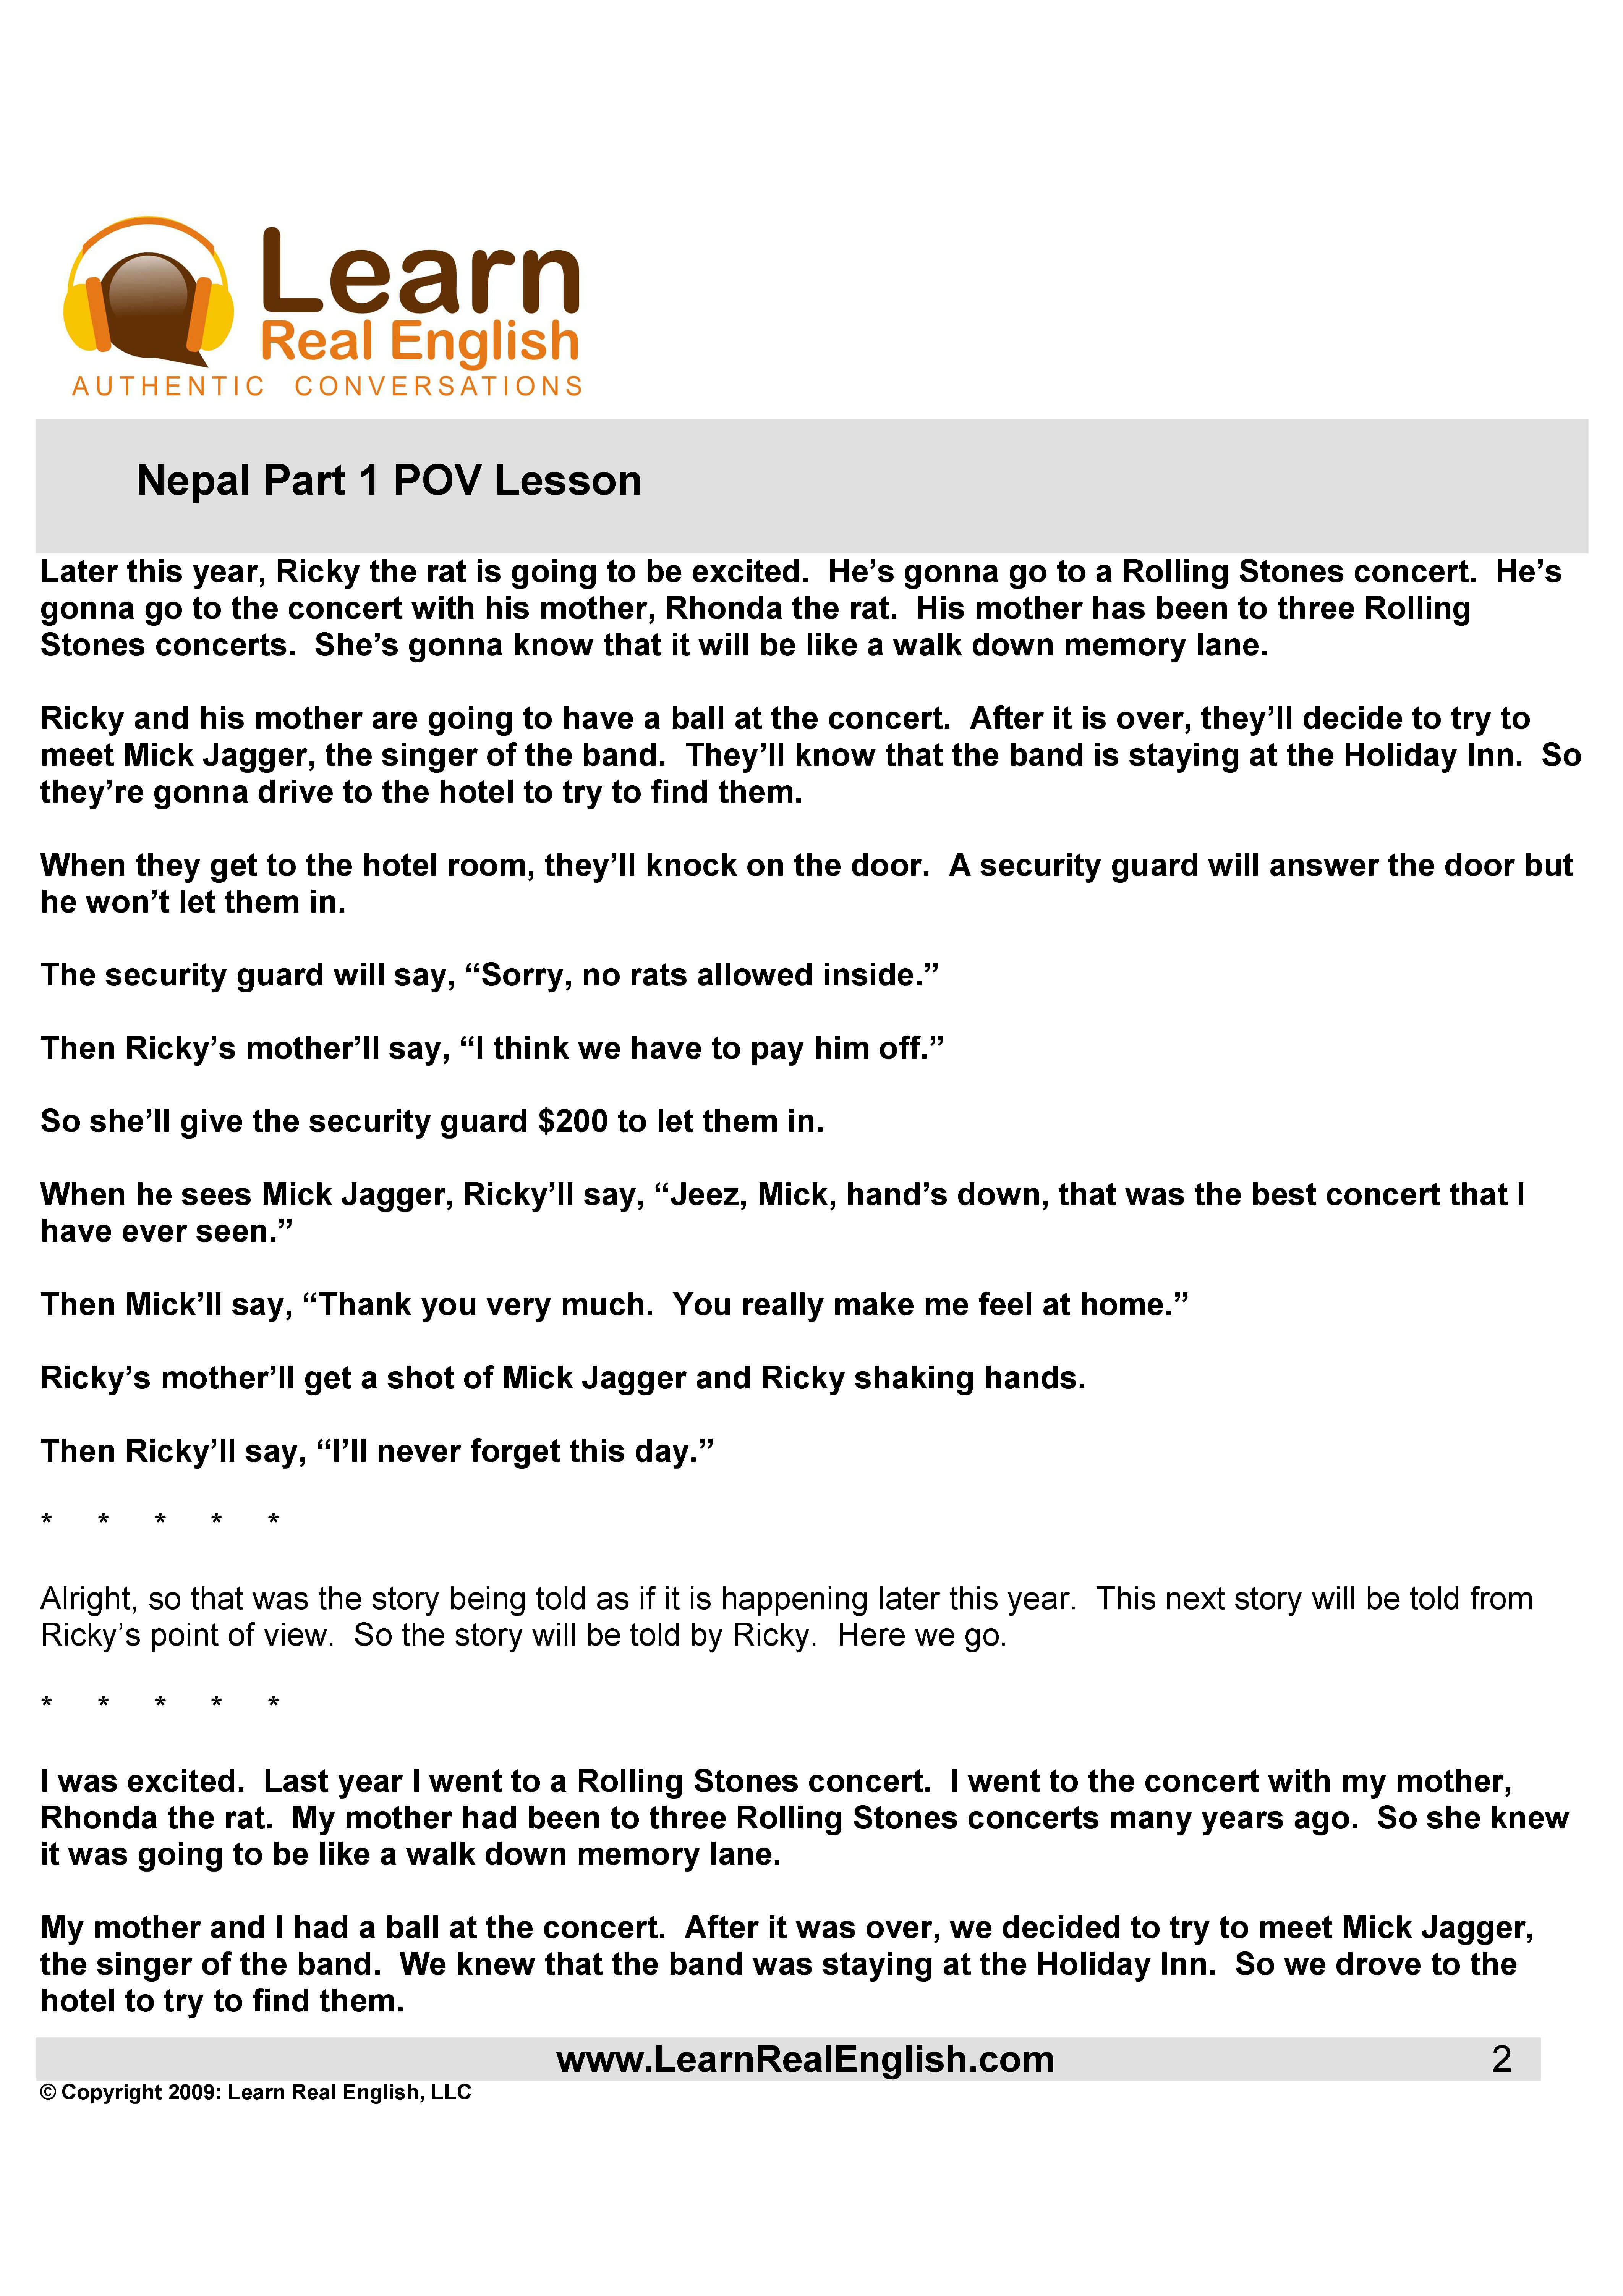 Learn
Real English
AUTHENTIC CONVERSATIONS
Nepal Part 1 POV Lesson
Later this year, Ricky the rat is going to be excited.  He’s gonna go to a Rolling Stones concert.  He’s
gonna go to the concert with his mother, Rhonda the rat.  His mother has been to three Rolling
Stones concerts.  She’s gonna know that it will be like a walk down memory lane.
Ricky and his mother are going to have a ball at the concert.  After it is over, they’ll decide to try to
meet Mick Jagger, the singer of the band.  They’ll know that the band is staying at the Holiday Inn.  So
they’re gonna drive to the hotel to try to find them.
When they get to the hotel room, they’ll knock on the door.  A security guard will answer the door but
he won’t let them in.
The security guard will say, “Sorry, no rats allowed inside.”
Then Ricky’s mother’ll say, “I think we have to pay him off.”
So she’ll give the security guard $200 to let them in.
When he sees Mick Jagger, Ricky’ll say, “Jeez, Mick, hand’s down, that was the best concert that I
have ever seen.”
Then Mick’ll say, “Thank you very much.  You really make me feel at home.”
Ricky’s mother’ll get a shot of Mick Jagger and Ricky shaking hands.
Then Ricky’ll say, “I’ll never forget this day.”
* * * * *
Alright, so that was the story being told as if it is happening later this year.  This next story will be told from
Ricky’s point of view.  So the story will be told by Ricky.  Here we go.
* * * * *
I was excited.  Last year I went to a Rolling Stones concert.  I went to the concert with my mother,
Rhonda the rat.  My mother had been to three Rolling Stones concerts many years ago.  So she knew
it was going to be like a walk down memory lane.
My mother and I had a ball at the concert.  After it was over, we decided to try to meet Mick Jagger,
the singer of the band.  We knew that the band was staying at the Holiday Inn.  So we drove to the
hotel to try to find them.
www.LearnRealEnglish.com 2
© Copyright 2009: Learn Real English, LLC